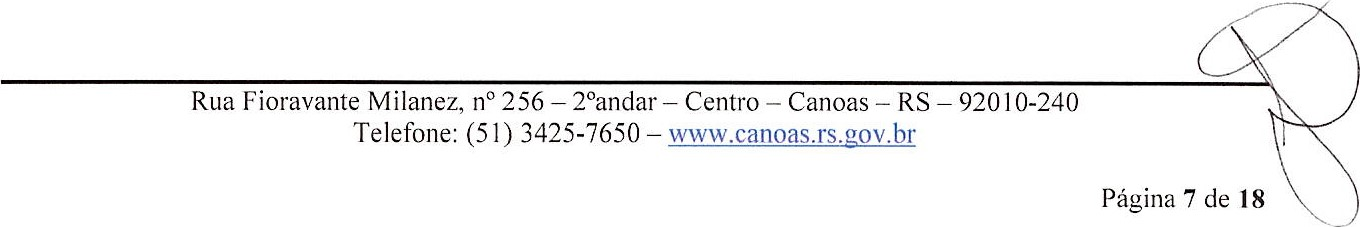 Rua Fioravante Milanez, nº 256 – 2ºandar – Centro – Canoas – RS – 92010-240
Telefone: (51) 3425-7650 – www.canoas.rs.gov.br
Página 7 de 18